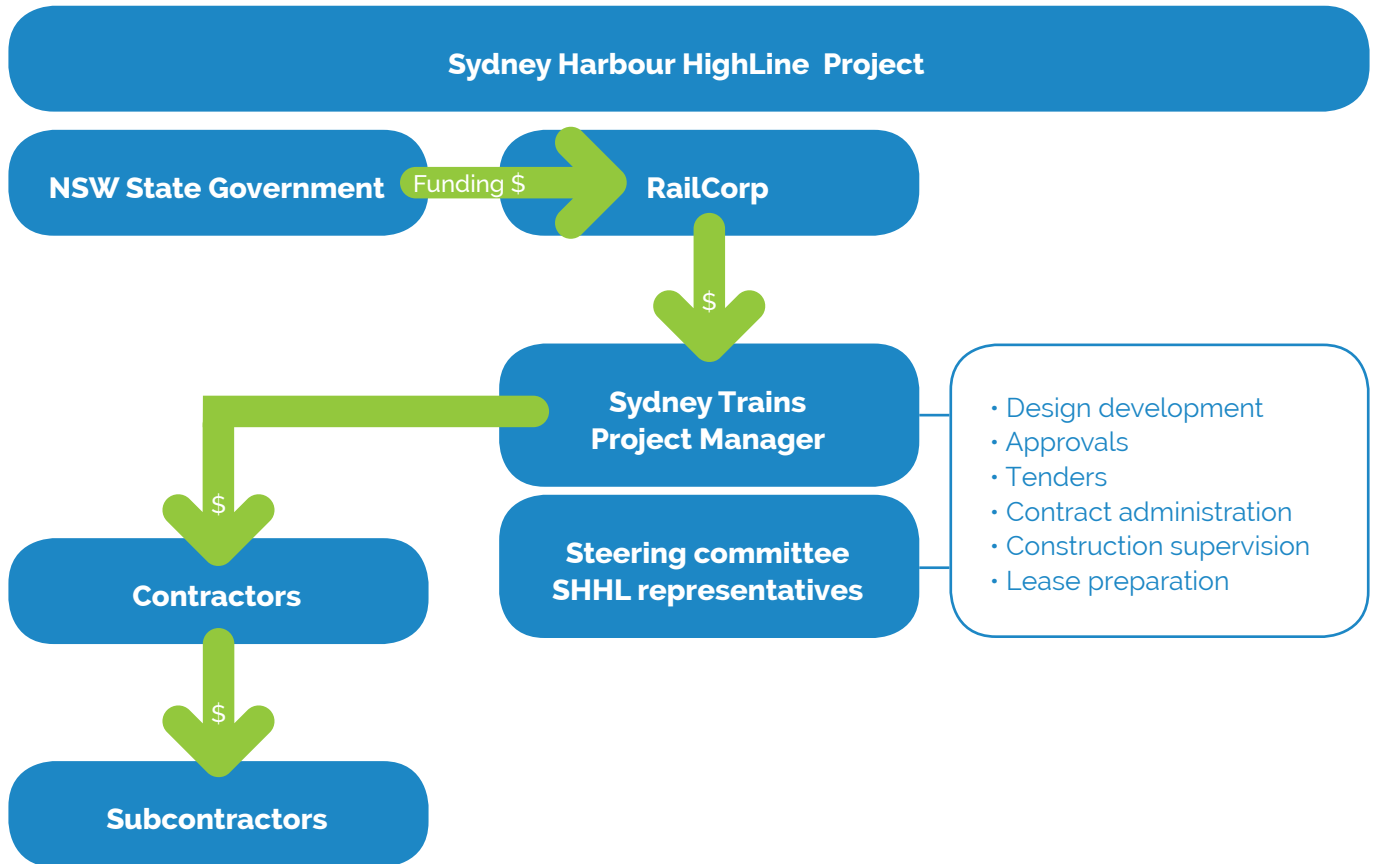 Sydney Harbour HighLine Project
NSW State Government
Funding $
RailCorp
$
Sydney Trains
Project Manager
• Design development
• Approvals
• Tenders
• Contract administration
• Construction supervision
• Lease preparation
$
Steering committee
SHHL representatives
Contractors
$
Subcontractors